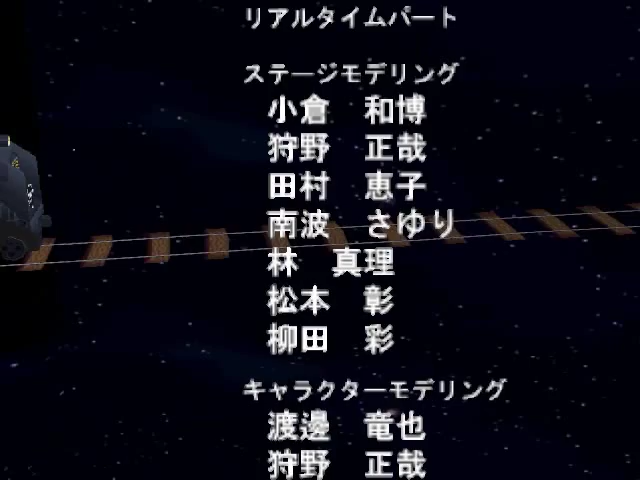 リアルタイムパート
ステージモデリング
小倉　和博
狩野　正哉
田村　恵子
南波　さゆり
林　真理
松本　彰
柳田　彩
キャラクターモデリング
渡邊　竜也
狩野　正哉